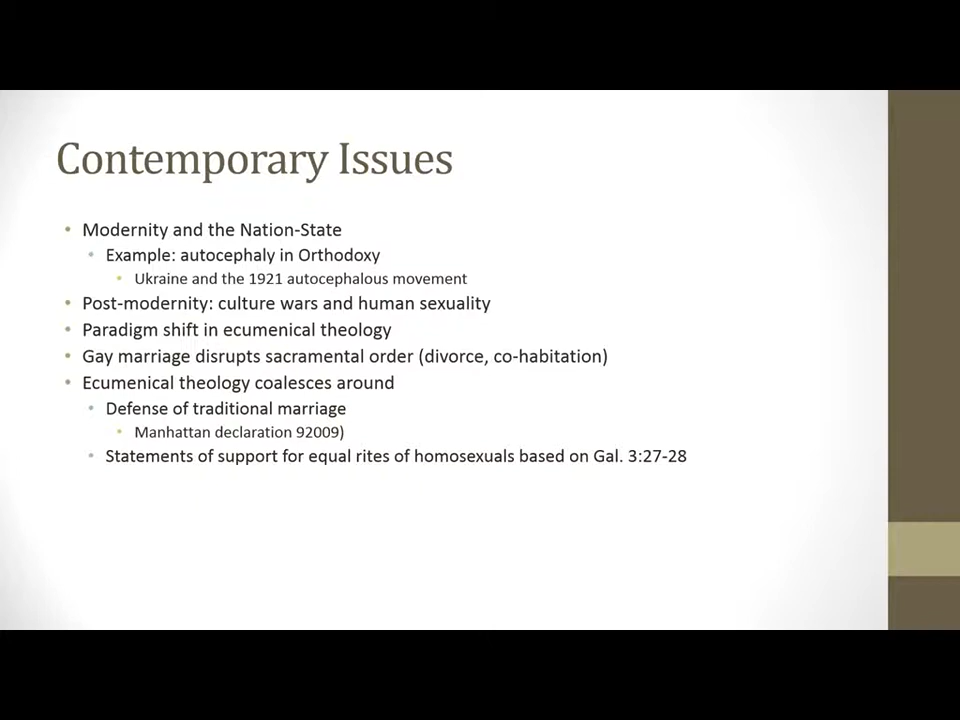 Contemporary Issues
• Modernity and the Nation-State
• Example: autocephaly in Orthodoxy
• Ukraine and the 1921 autocephalous movement
• Post-modernity: culture wars and human sexuality
• Paradigm shift in ecumenical theology
• Gay marriage disrupts sacramental order (divorce, co-habitation)
• Ecumenical theology coalesces around
• Defense of traditional marriage
• Manhattan declaration 92009)
• Statements of support for equal rites of homosexuals based on Gal. 3:27-28